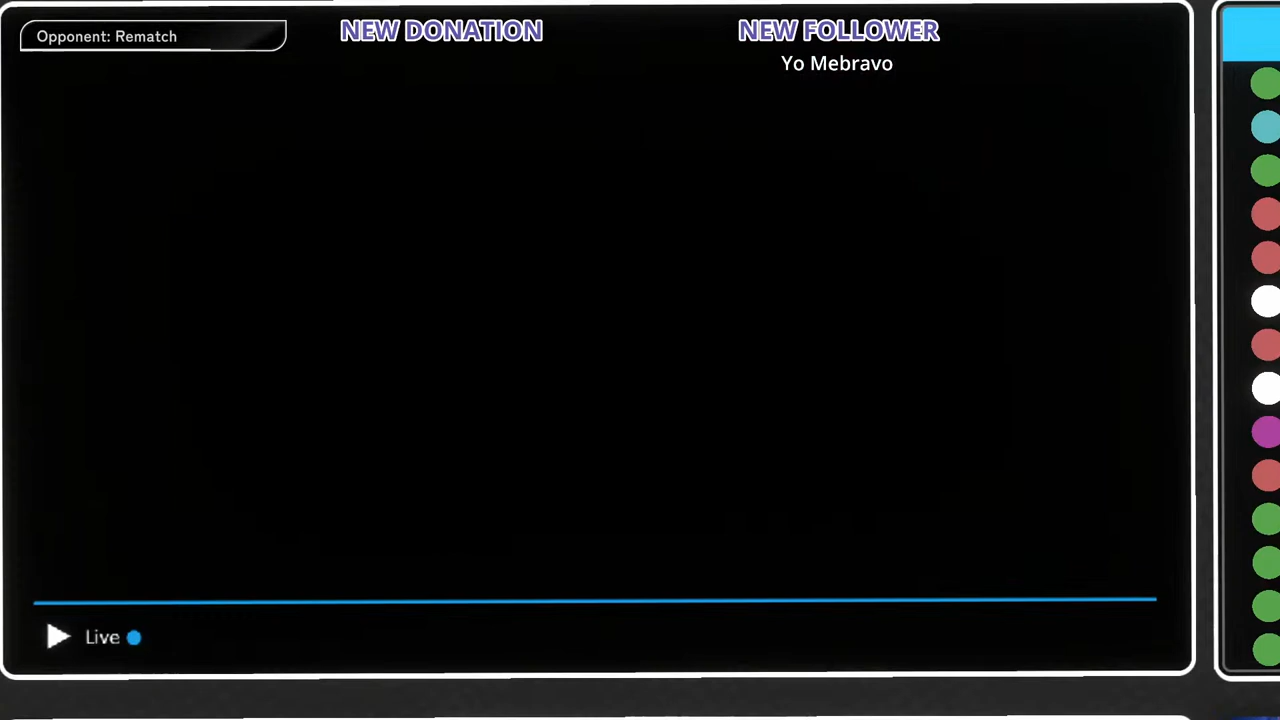 Opponent: Rematch
NEW DONATION
NEW FOLLOWER
Yo Mebravo
Live